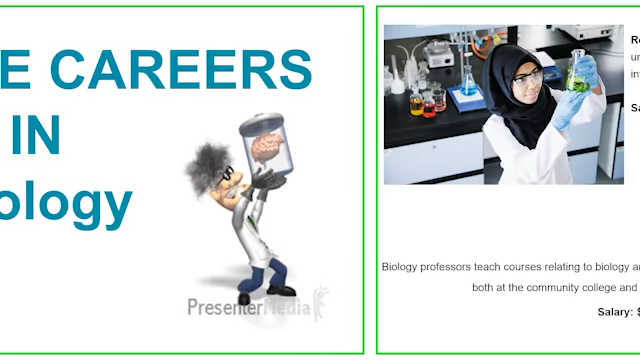 E CAREERS
IN
ology
PresenterMedia
Biology professors teach courses relating to biology
both at the community college and
Salary: $